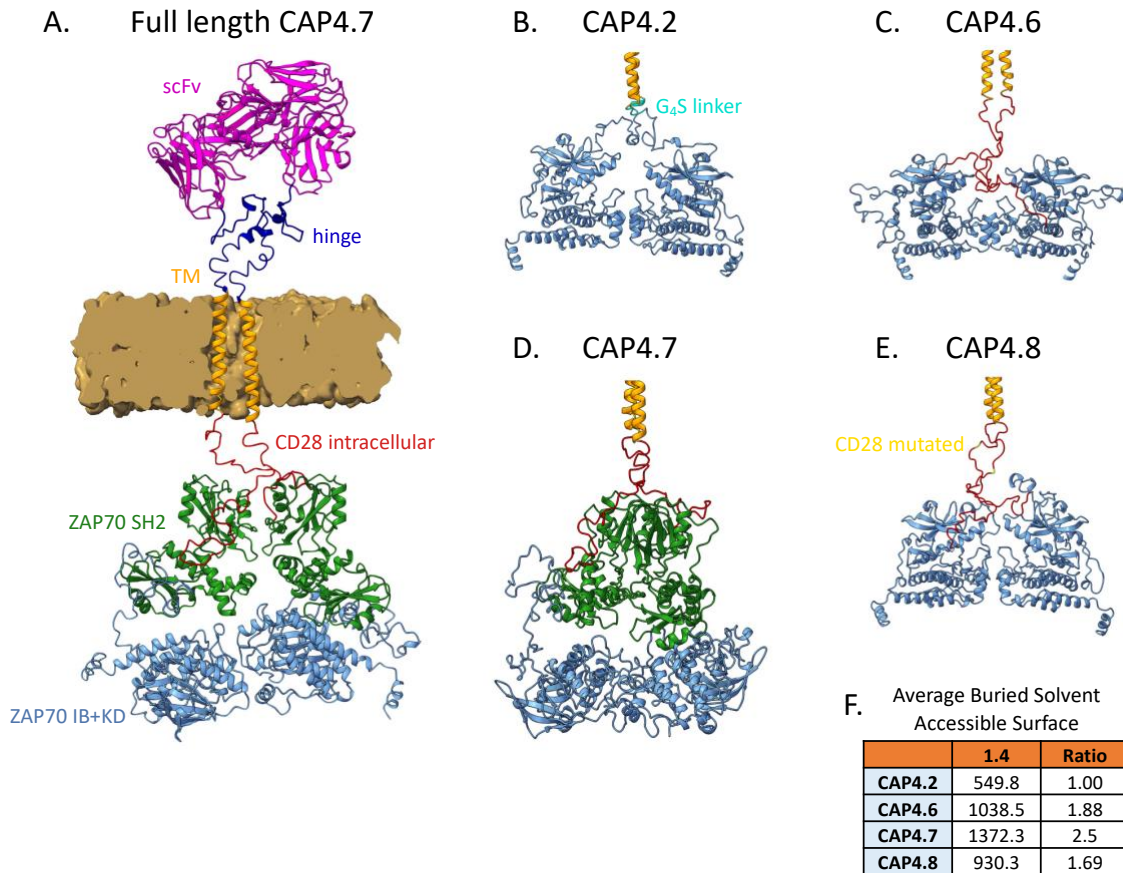 A. Full length CAP4.7
scFv
hinge
TM
CD28 intracellular
ZAP70 SH2
ZAP70 IB+KD
B. CAP4.2
G₄S linker
C. CAP4.6
D. CAP4.7
E. CAP4.8
CD28 mutated
F. Average Buried Solvent
Accessible Surface
1.4 Ratio
CAP4.2 549.8 1.00
CAP4.6 1038.5 1.88
CAP4.7 1372.3 2.5
CAP4.8 930.3 1.69